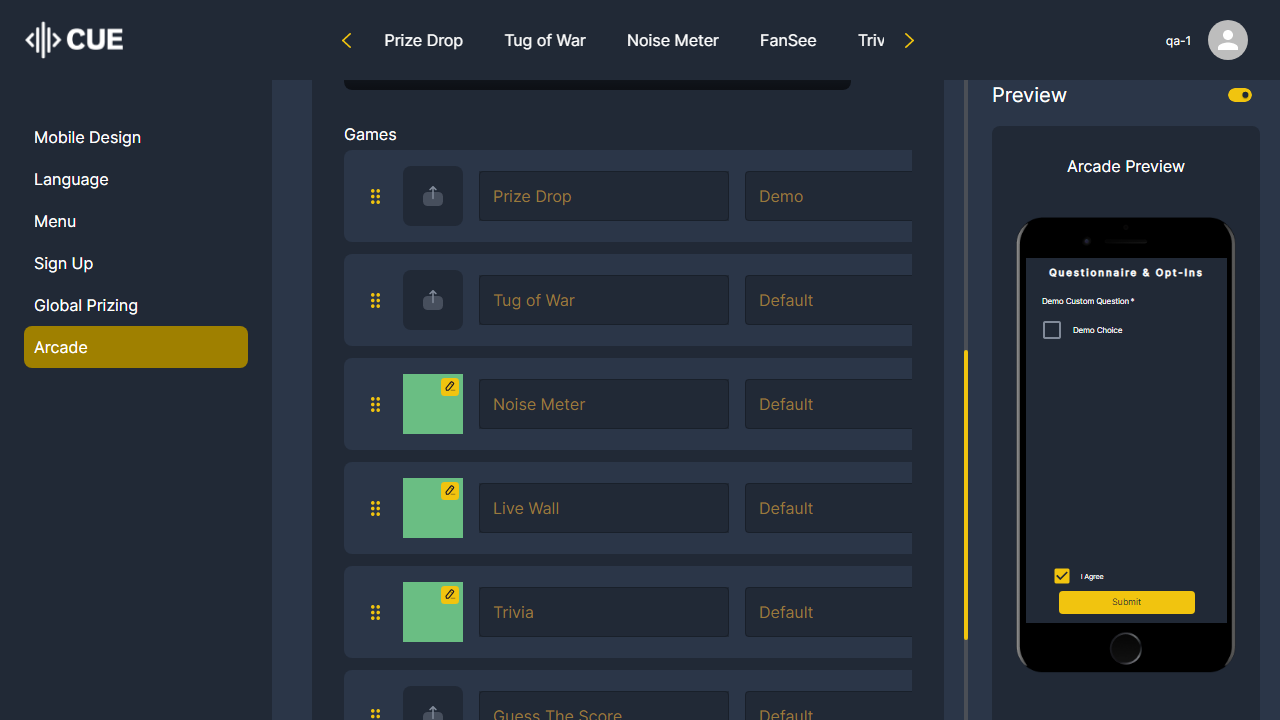 CUE
Prize Drop
Tug of War
Noise Meter
FanSee
Triv
qa-1
Mobile Design
Language
Menu
Sign Up
Global Prizing
Arcade
Games
Prize Drop
Demo
Tug of War
Default
Noise Meter
Default
Live Wall
Default
Trivia
Default
Guess The Score
Default
Preview
Arcade Preview
Questionnaire & Opt-Ins
Demo Custom Question *
Demo Choice
I Agree
Submit